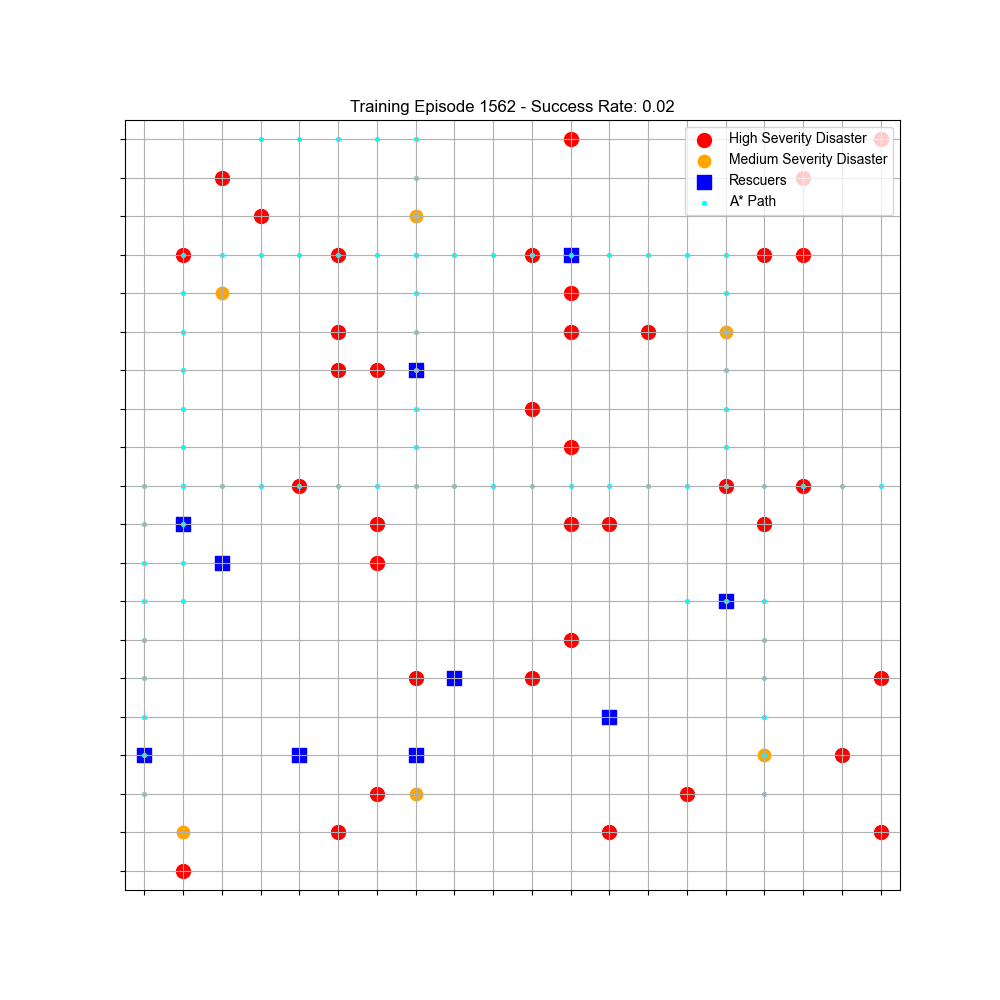 Training Episode 1562 - Success Rate: 0.02
High Severity Disaster
Medium Severity Disaster
Rescuers
A* Path